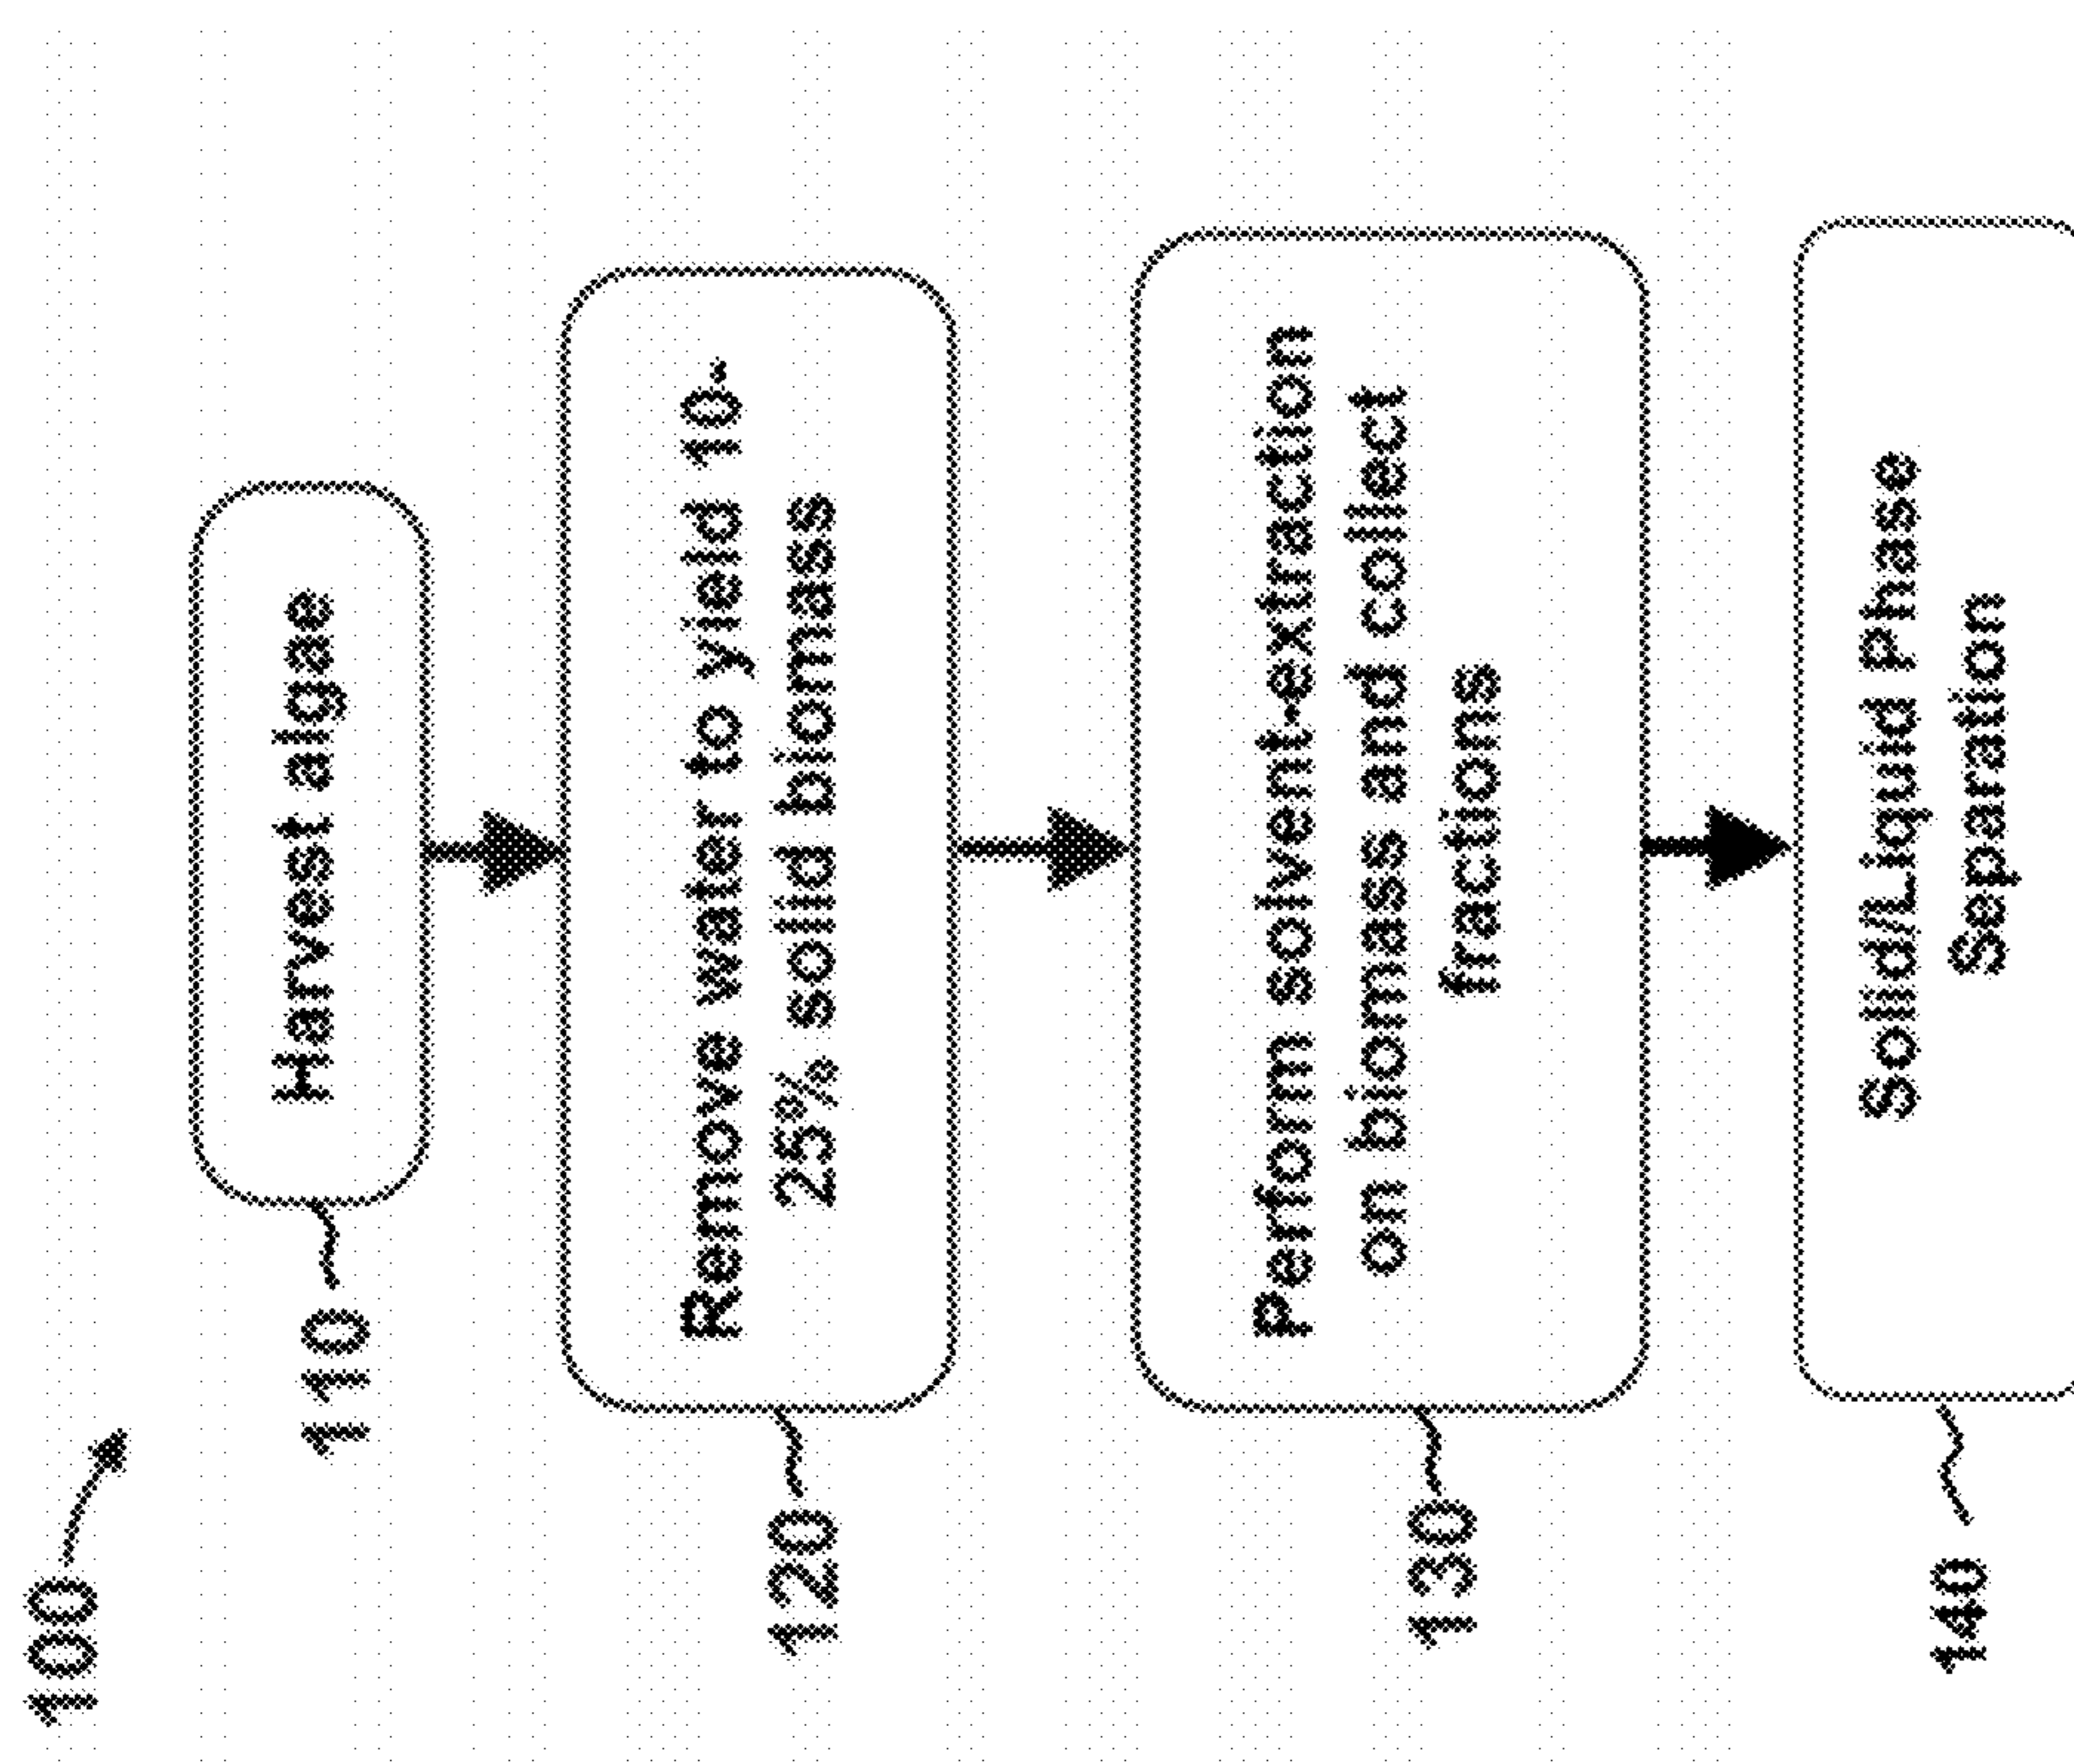 100
110
Harvest algae
120
Remove water to yield 10-
25% solid biomass
130
Perform solvent-extraction
on biomass and collect
fractions
140
Solid/Liquid Phase
Separation